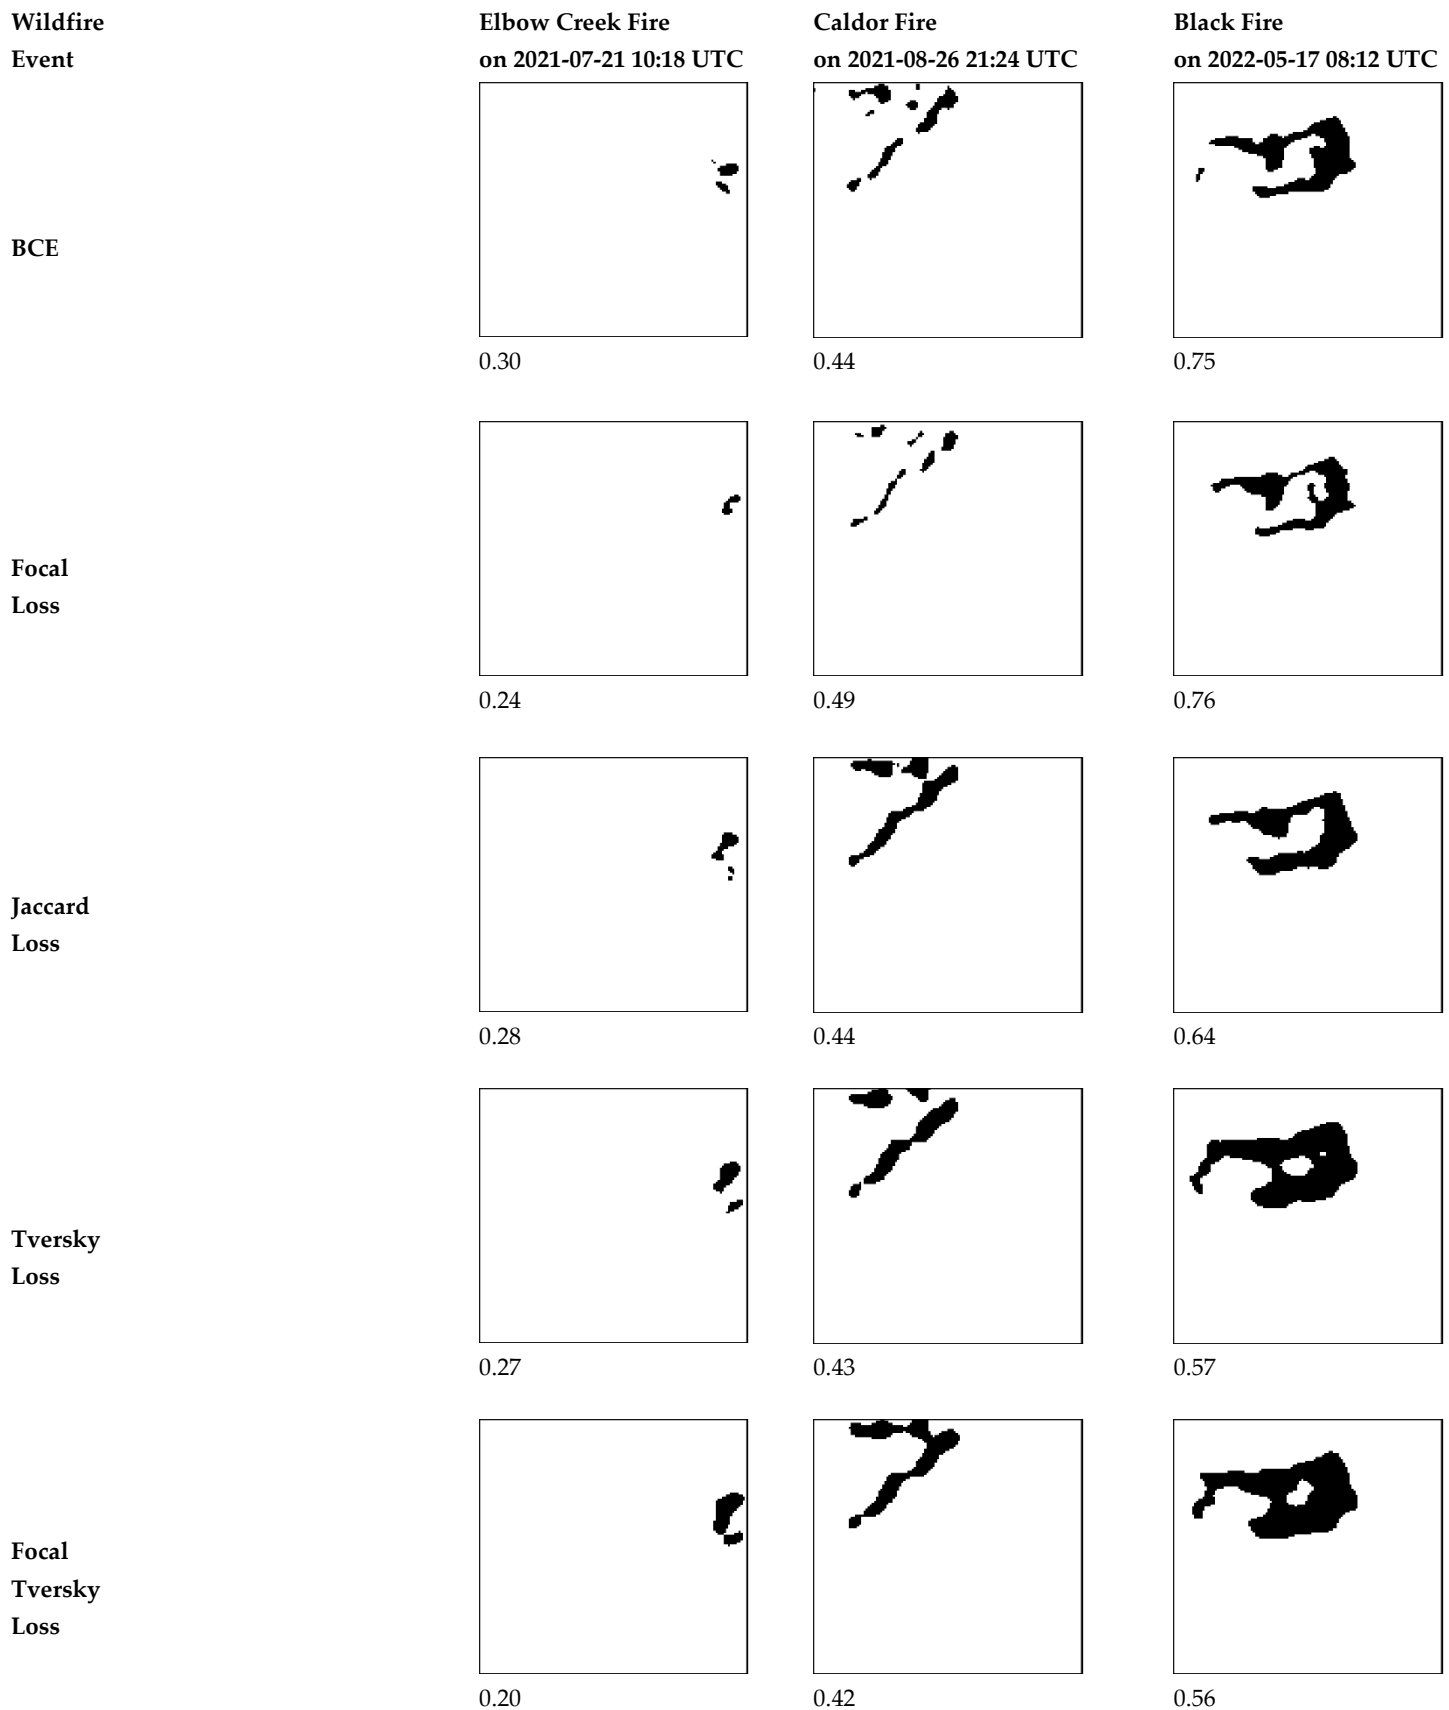 Wildfire
Event
Elbow Creek Fire
on 2021-07-21 10:18 UTC
Caldor Fire
on 2021-08-26 21:24 UTC
Black Fire
on 2022-05-17 08:12 UTC
BCE
0.30
0.44
0.75
Focal
Loss
0.24
0.49
0.76
Jaccard
Loss
0.28
0.44
0.64
Tversky
Loss
0.27
0.43
0.57
Focal
Tversky
Loss
0.20
0.42
0.56